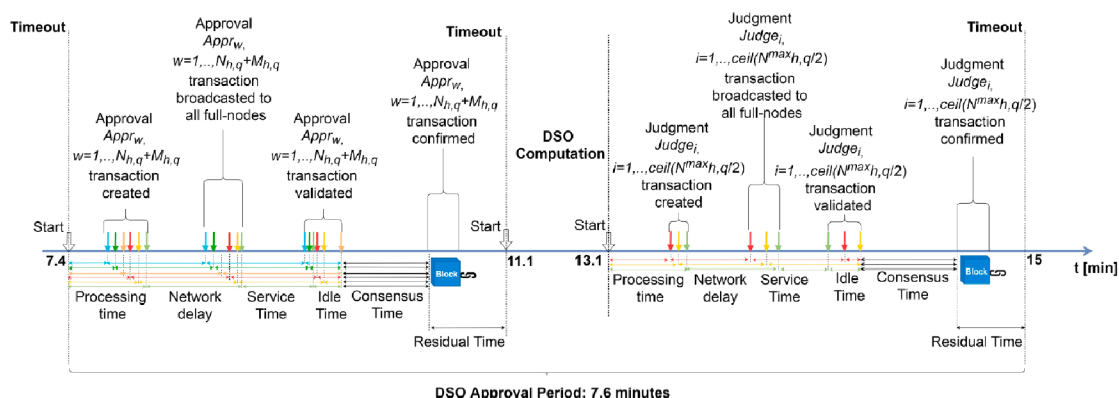 Timeout
Approval
Appr_w,
w=1,..,N_h,q+M_h,q
transaction
created
Approval
Appr_w,
w=1,..,N_h,q+M_h,q
transaction
broadcasted to
all full-nodes
Approval
Appr_w,
w=1,..,N_h,q+M_h,q
transaction
validated
Timeout
Approval
Appr_w,
w=1,..,N_h,q+M_h,q
transaction
confirmed
DSO
Computation
Judgment
Judge_i,
i=1,..,ceil(N^max h,q/2)
transaction
created
Judgment
Judge_i,
i=1,..,ceil(N^max h,q/2)
transaction
broadcasted to
all full-nodes
Judgment
Judge_i,
i=1,..,ceil(N^max h,q/2)
transaction
validated
Timeout
Judgment
Judge_i,
i=1,..,ceil(N^max h,q/2)
transaction
confirmed
Start
Start
Start
7.4
11.1
13.1
15
t [min]
Block
Block
Processing
time
Network
delay
Service
Time
Idle
Time
Consensus
Time
Residual Time
Processing
time
Network
delay
Service
Time
Idle
Time
Consensus
Time
Residual Time
DSO Approval Period: 7.6 minutes